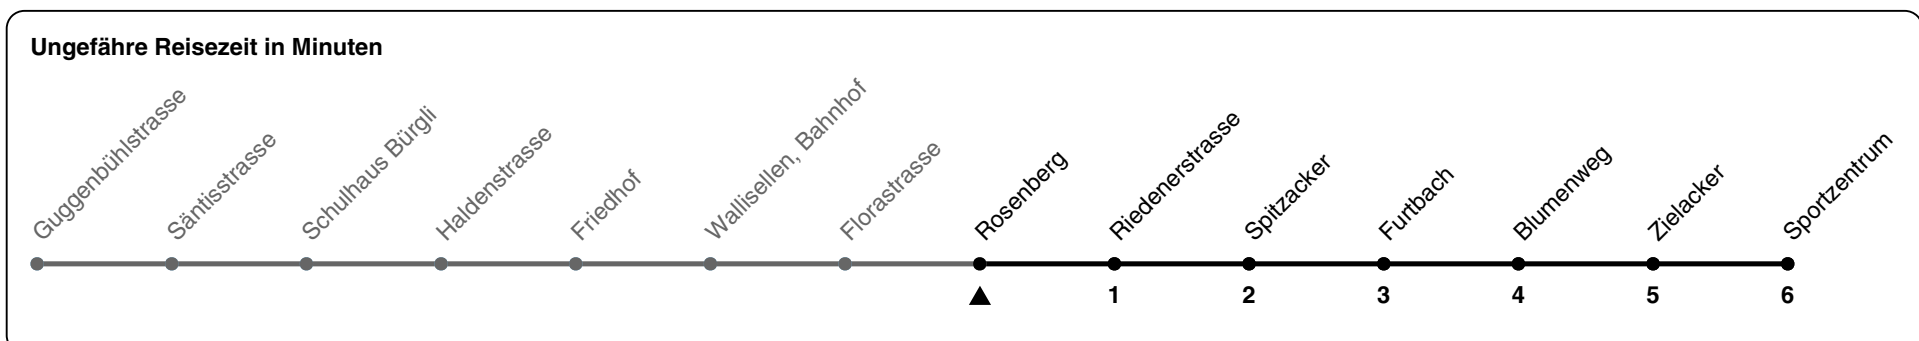 Ungefähre Reisezeit in Minuten
Guggenbühlstrasse
Säntisstrasse
Schulhaus Bürgli
Haldenstrasse
Friedhof
Wallisellen, Bahnhof
Florastrasse
Rosenberg
Riedenerstrasse
Spitzacker
Furtbach
Blumenweg
Zielacker
Sportzentrum
1 2 3 4 5 6